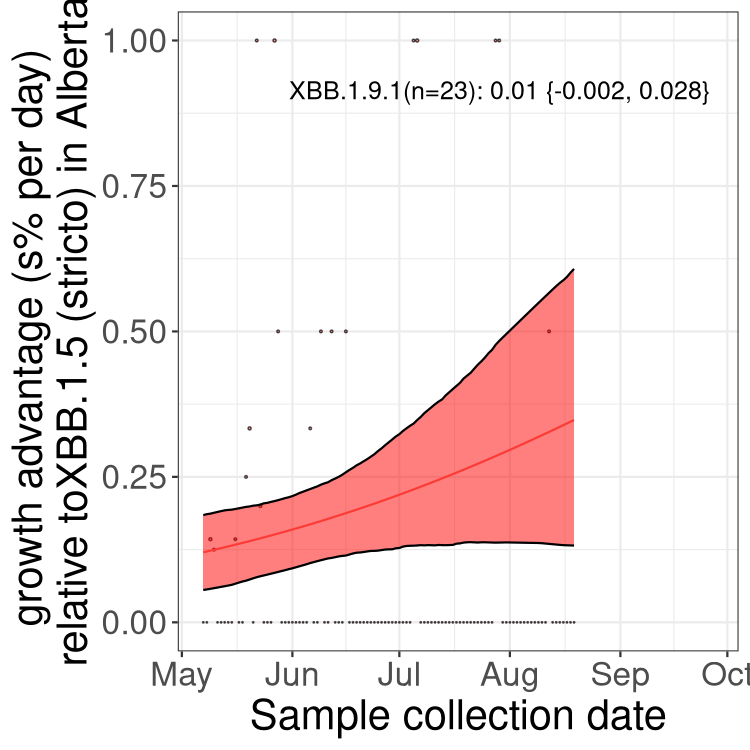 growth advantage (s% per day)
relative toXBB.1.5 (stricto) in Alberta
1.00
XBB.1.9.1(n=23): 0.01 {-0.002, 0.028}
0.75
0.50
0.25
0.00
May Jun Jul Aug Sep Oct
Sample collection date